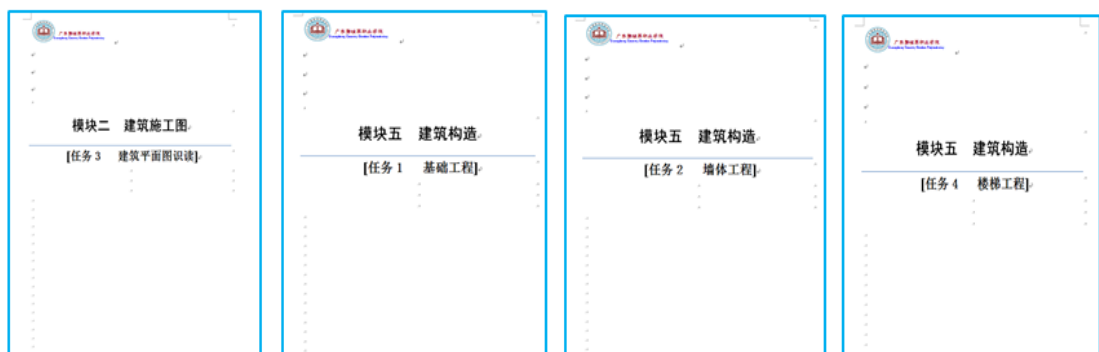 模块二　建筑施工图
[任务 3　建筑平面图识读]
模块五　建筑构造
[任务 1　基础工程]
模块五　建筑构造
[任务 2　墙体工程]
模块五　建筑构造
[任务 4　楼梯工程]